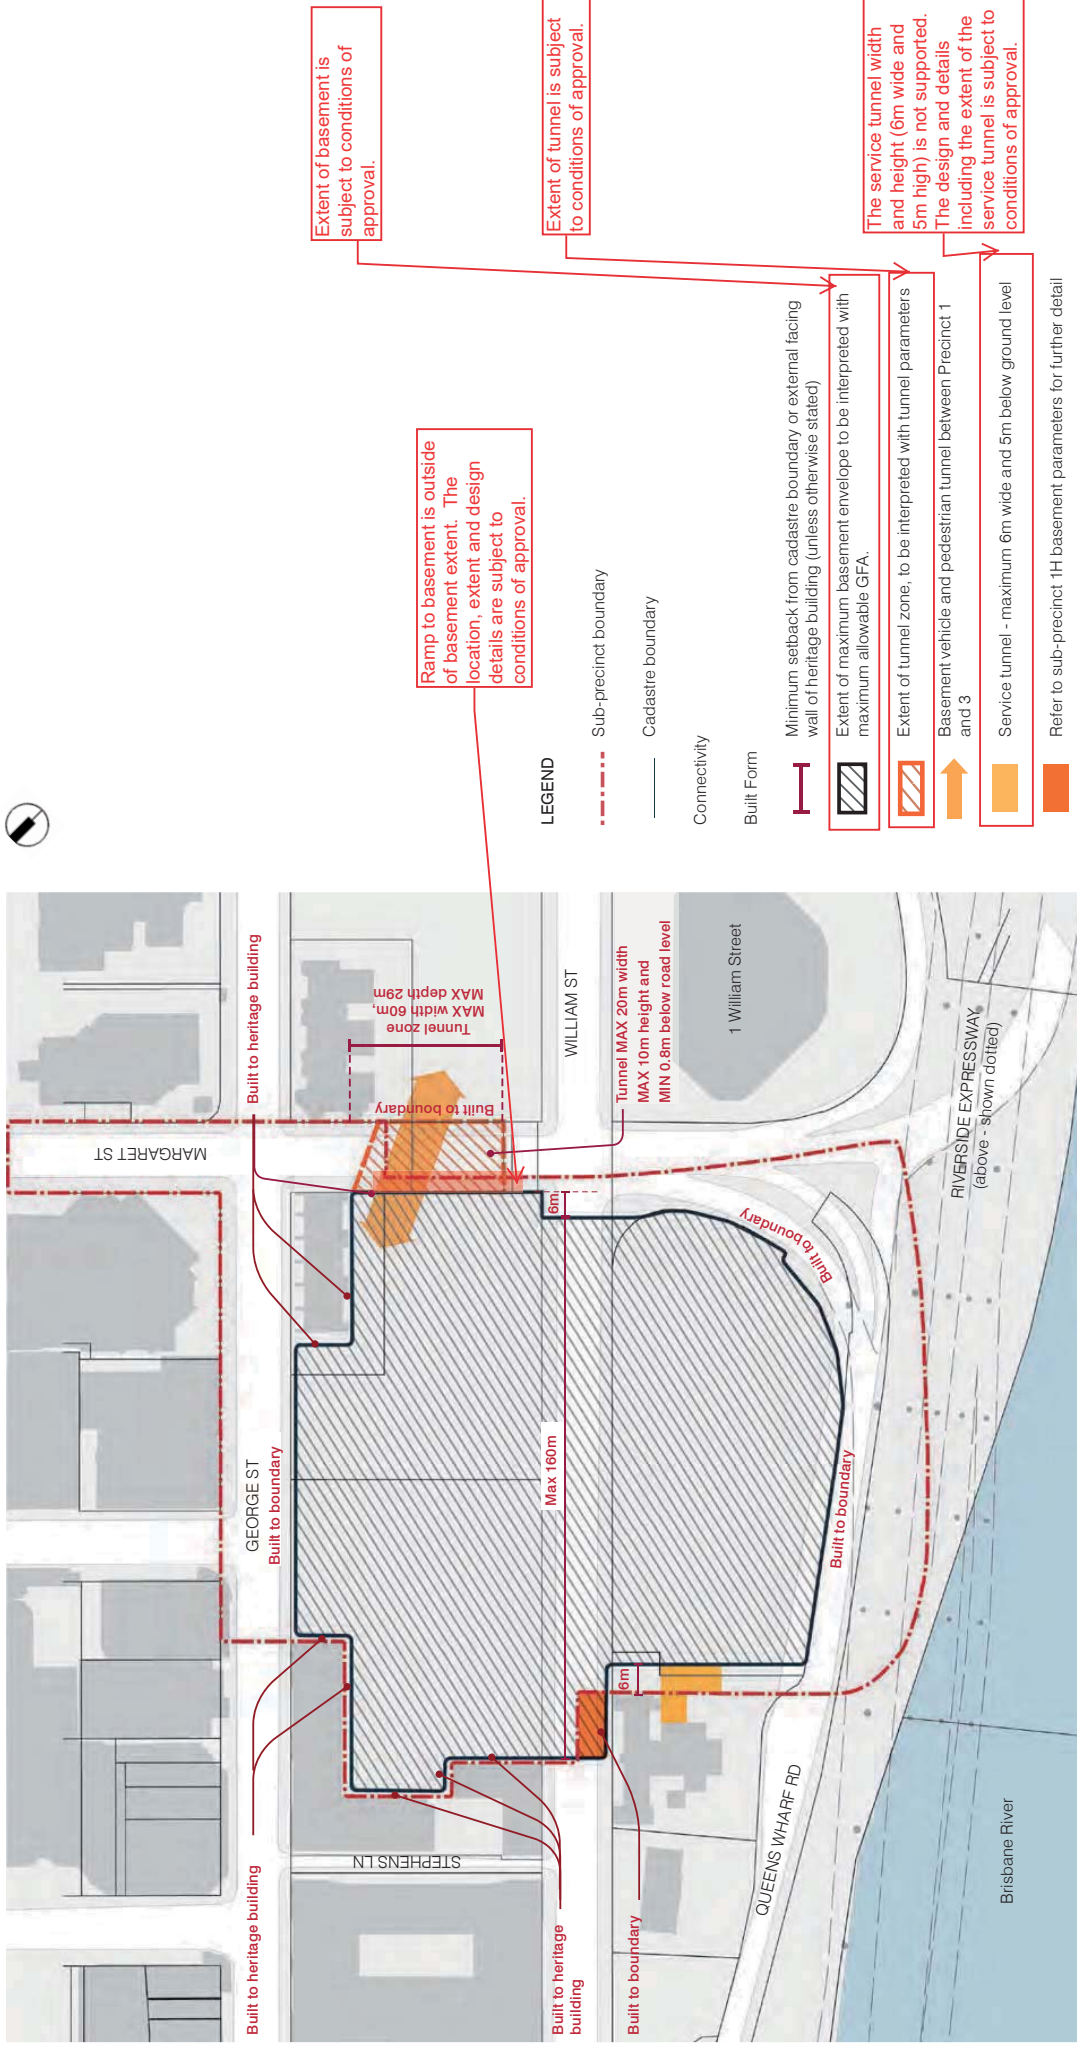 Extent of basement is
subject to conditions of
approval.
Extent of tunnel is subject
to conditions of approval.
The service tunnel width
and height (6m wide and
5m high) is not supported.
The design and details
including the extent of the
service tunnel is subject to
conditions of approval.
Ramp to basement is outside
of basement extent. The
location, extent and design
details are subject to
conditions of approval.
LEGEND
Sub-precinct boundary
Cadastre boundary
Connectivity
Built Form
Minimum setback from cadastre boundary or external facing
wall of heritage building (unless otherwise stated)
Extent of maximum basement envelope to be interpreted with
maximum allowable GFA.
Extent of tunnel zone, to be interpreted with tunnel parameters
Basement vehicle and pedestrian tunnel between Precinct 1
and 3
Service tunnel - maximum 6m wide and 5m below ground level
Refer to sub-precinct 1H basement parameters for further detail
Built to heritage building
MARGARET ST
Tunnel zone
MAX width 60m,
MAX depth 29m
Built to boundary
WILLIAM ST
Tunnel MAX 20m width
MAX 10m height and
MIN 0.8m below road level
1 William Street
RIVERSIDE EXPRESSWAY
(above - shown dotted)
6m
Built to boundary
GEORGE ST
Built to boundary
Max 160m
Built to boundary
6m
Built to heritage building
STEPHENS LN
Built to heritage
building
Built to boundary
QUEENS WHARF RD
Brisbane River